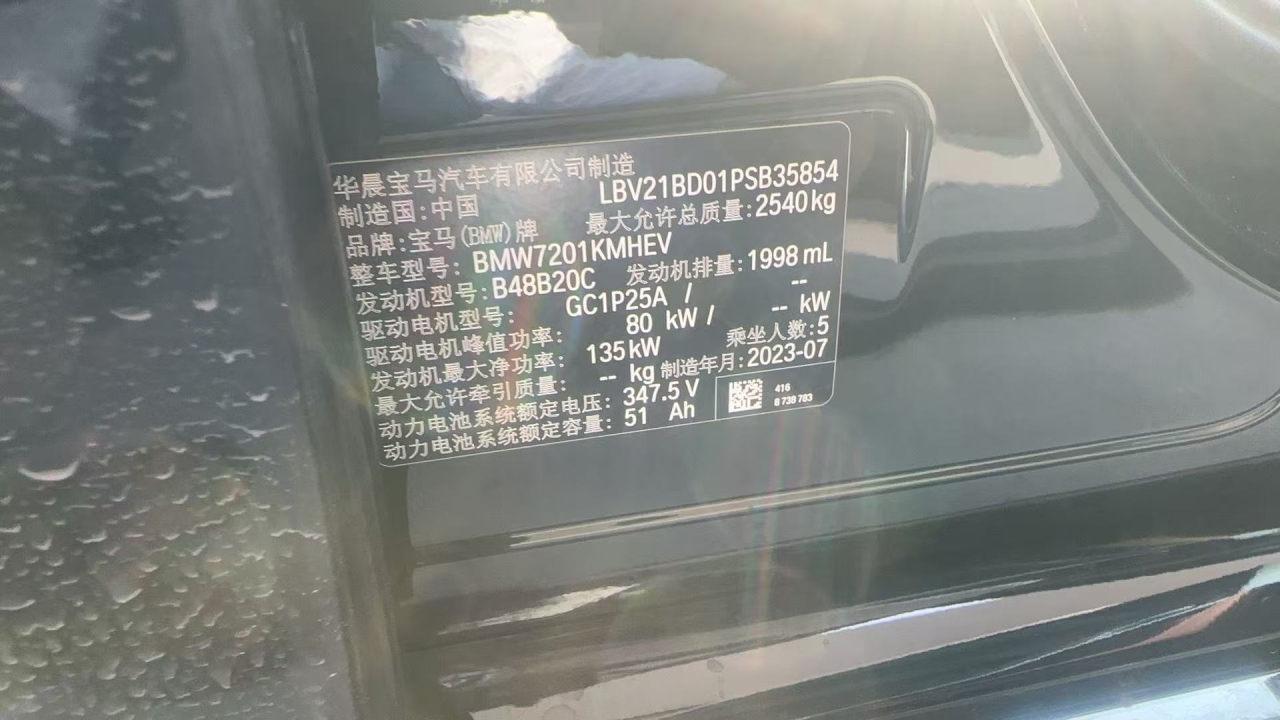 华晨宝马汽车有限公司制造
制造国:中国 LBV21BD01PSB35854
品牌:宝马(BMW)牌 最大允许总质量:2540kg
整车型号: BMW7201KMHEV
发动机型号:B48B20C 发动机排量:1998 mL
驱动电机型号: GC1P25A / --
驱动电机峰值功率: 80 kW / -- kW
发动机最大净功率: 135kW 乘坐人数:5
最大允许牵引质量: -- kg 制造年月:2023-07
动力电池系统额定电压: 347.5 V
动力电池系统额定容量: 51 Ah
416
8 738 783